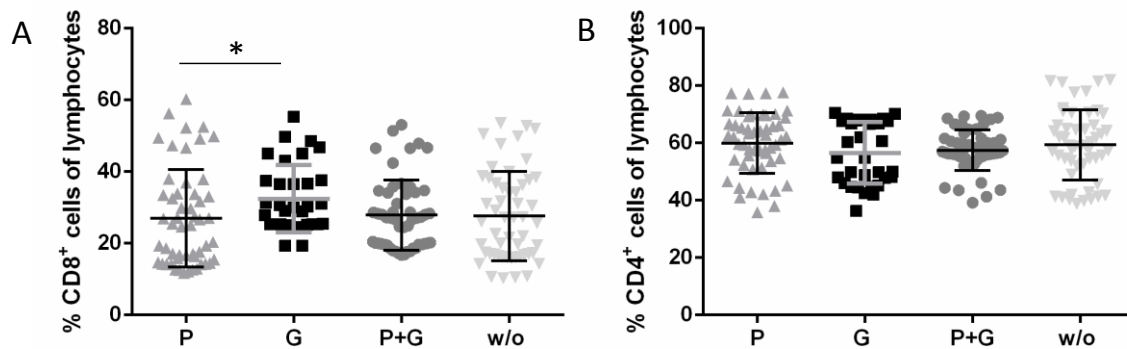 A
% CD8+ cells of lymphocytes
80
60
40
20
0
*
P
G
P+G
w/o
B
% CD4+ cells of lymphocytes
100
80
60
40
20
0
P
G
P+G
w/o